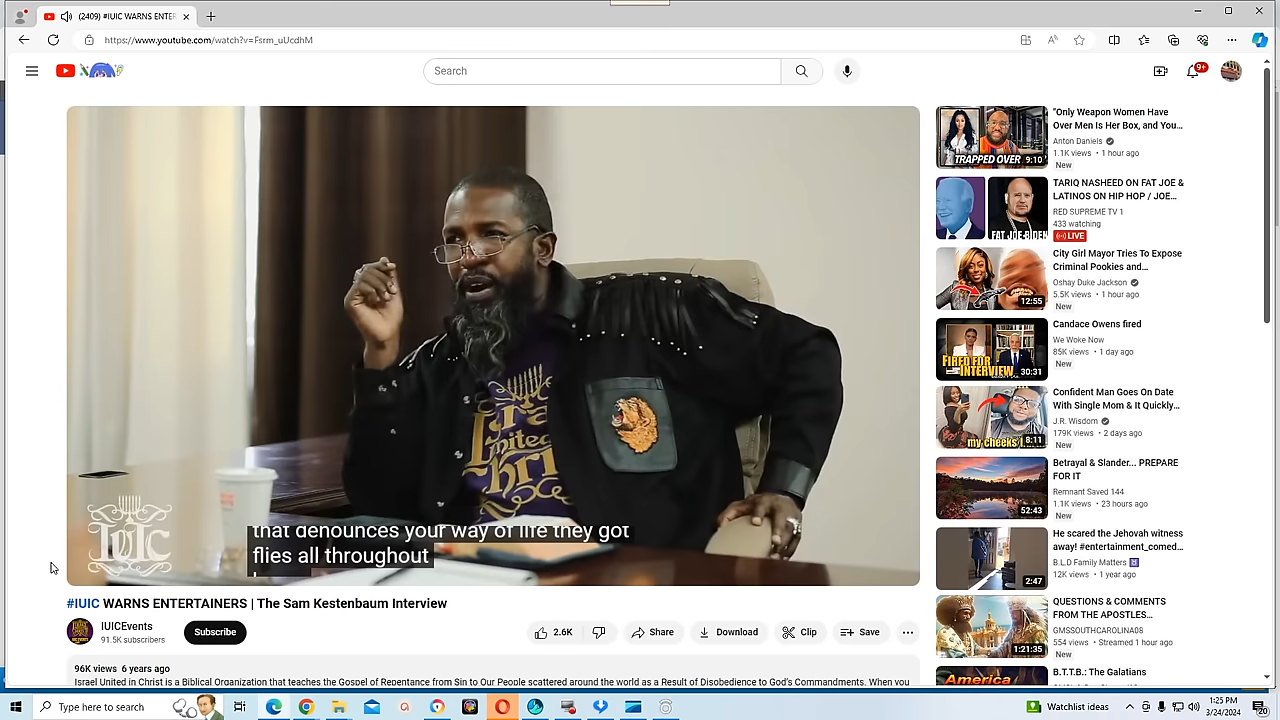 (2409) #IUIC WARNS ENTER
https://www.youtube.com/watch?v=Fsrm_uUcdhM
Search
9+
IUIC
that denounces your way of life they got
flies all throughout
#IUIC WARNS ENTERTAINERS | The Sam Kestenbaum Interview
IUICEvents
91.5K subscribers
Subscribe
2.6K
Share
Download
Clip
Save
96K views 6 years ago
Israel United in Christ is a Biblical Organization that teaches the Gospel of Repentance from Sin to Our People scattered around the world as a Result of Disobedience to God's Commandments. When you
TRAPPED OVER
9:10
"Only Weapon Women Have
Over Men Is Her Box, and You...
Anton Daniels
1.1K views • 1 hour ago
New
FAT JOE BIDEN
TARIQ NASHEED ON FAT JOE &
LATINOS ON HIP HOP / JOE...
RED SUPREME TV 1
433 watching
LIVE
12:55
City Girl Mayor Tries To Expose
Criminal Pookies and...
Oshay Duke Jackson
5.5K views • 1 hour ago
New
FIRED FOR
INTERVIEW
30:31
Candace Owens fired
We Woke Now
85K views • 1 day ago
New
my cheeks
8:11
Confident Man Goes On Date
With Single Mom & It Quickly...
J.R. Wisdom
179K views • 2 days ago
New
52:43
Betrayal & Slander... PREPARE
FOR IT
Remnant Saved 144
1.1K views • 23 hours ago
New
2:47
He scared the Jehovah witness
away! #entertainment_comed...
B.L.D Family Matters
12K views • 1 year ago
1:21:35
QUESTIONS & COMMENTS
FROM THE APOSTLES...
GMSSOUTHCAROLINA08
554 views • Streamed 1 hour ago
New
America
B.T.T.B.: The Galatians
Type here to search
Watchlist ideas
1:25 PM
3/24/2024
20